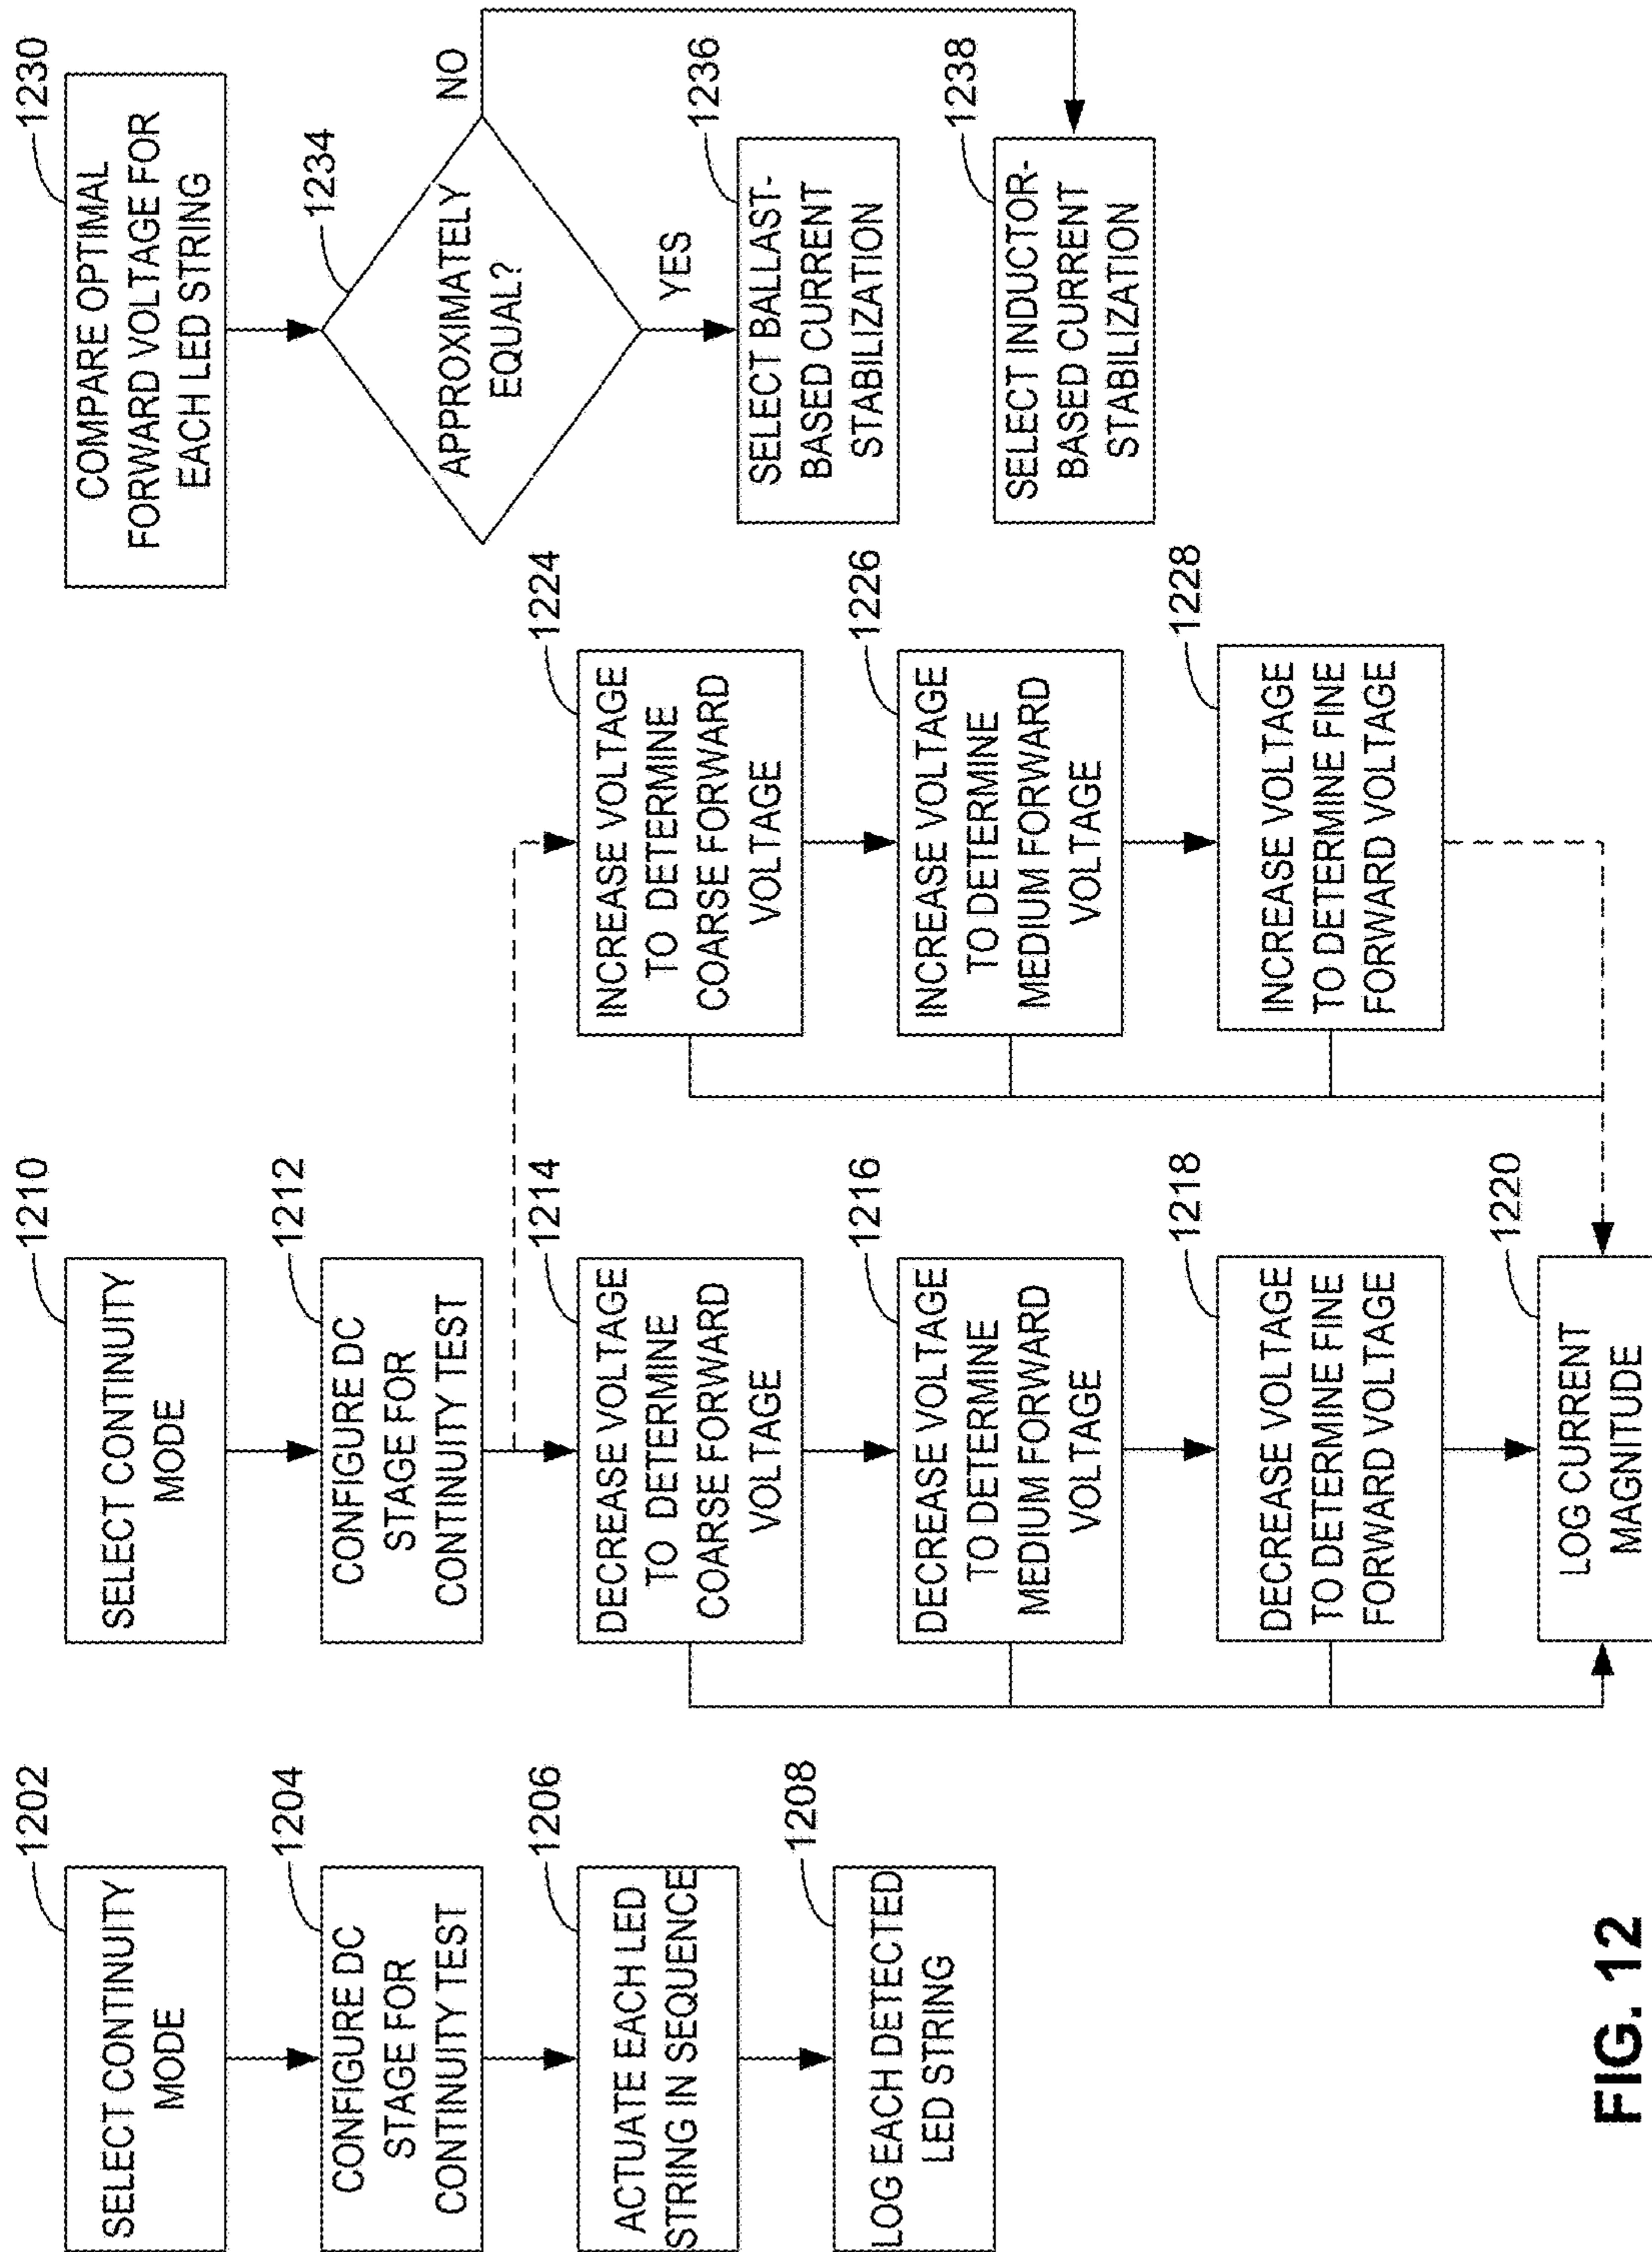 1202
SELECT CONTINUITY
MODE
1204
CONFIGURE DC
STAGE FOR
CONTINUITY TEST
1206
ACTUATE EACH LED
STRING IN SEQUENCE
1208
LOG EACH DETECTED
LED STRING
1210
SELECT CONTINUITY
MODE
1212
CONFIGURE DC
STAGE FOR
CONTINUITY TEST
1214
DECREASE VOLTAGE
TO DETERMINE
COARSE FORWARD
VOLTAGE
1216
DECREASE VOLTAGE
TO DETERMINE
MEDIUM FORWARD
VOLTAGE
1218
DECREASE VOLTAGE
TO DETERMINE FINE
FORWARD VOLTAGE
1220
LOG CURRENT
MAGNITUDE
1224
INCREASE VOLTAGE
TO DETERMINE
COARSE FORWARD
VOLTAGE
1226
INCREASE VOLTAGE
TO DETERMINE
MEDIUM FORWARD
VOLTAGE
1228
INCREASE VOLTAGE
TO DETERMINE FINE
FORWARD VOLTAGE
1230
COMPARE OPTIMAL
FORWARD VOLTAGE FOR
EACH LED STRING
1234
APPROXIMATELY
EQUAL?
NO
YES
1236
SELECT BALLAST-
BASED CURRENT
STABILIZATION
1238
SELECT INDUCTOR-
BASED CURRENT
STABILIZATION
FIG. 12